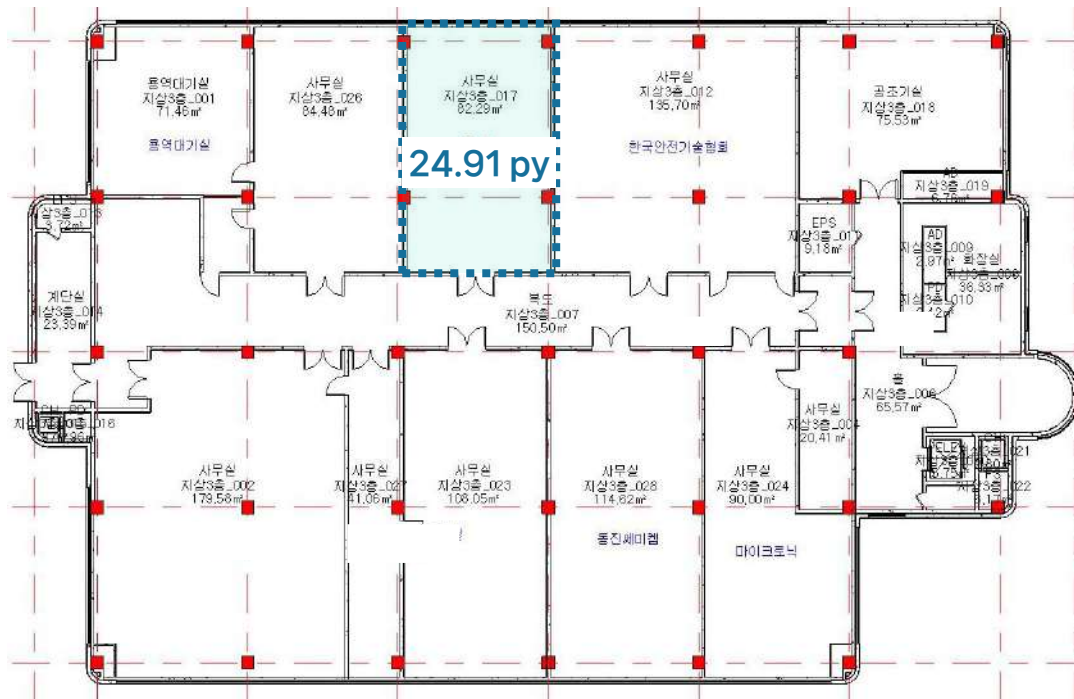 용역대기실
지상3층_001
71,46㎡
용역대기실
사무실
지상3층_026
84,48㎡
사무실
지상3층_017
82,29㎡
24.91 py
사무실
지상3층_012
135,70㎡
한국안전기술협회
공조기실
지상3층_018
75,53㎡
AD
지상3층_019
6,76㎡
EPS
지상3층_01
9,18㎡
AD
지상3층_009
2,97㎡
화장실
지상3층_006
36,33㎡
PD
지상3층_010
3,72㎡
계단실
지상3층_014
23,39㎡
복도
지상3층_007
150,50㎡
홀
65,57㎡
사무실
지상3층_002
179,58㎡
사무실
지상3층_027
41,06㎡
사무실
지상3층_023
108,05㎡
사무실
지상3층_028
114,62㎡
동진쎄미켐
사무실
지상3층_024
90,00㎡
마이크로닉
사무실
지상3층_004
20,41㎡